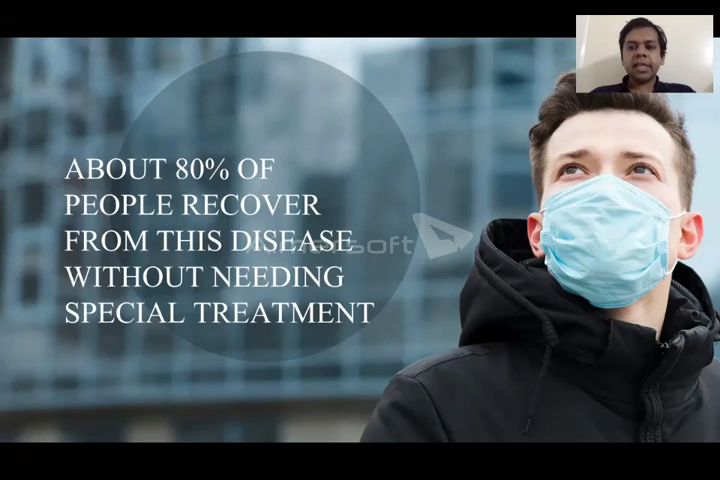 ABOUT 80% OF
PEOPLE RECOVER
FROM THIS DISEASE
WITHOUT NEEDING
SPECIAL TREATMENT